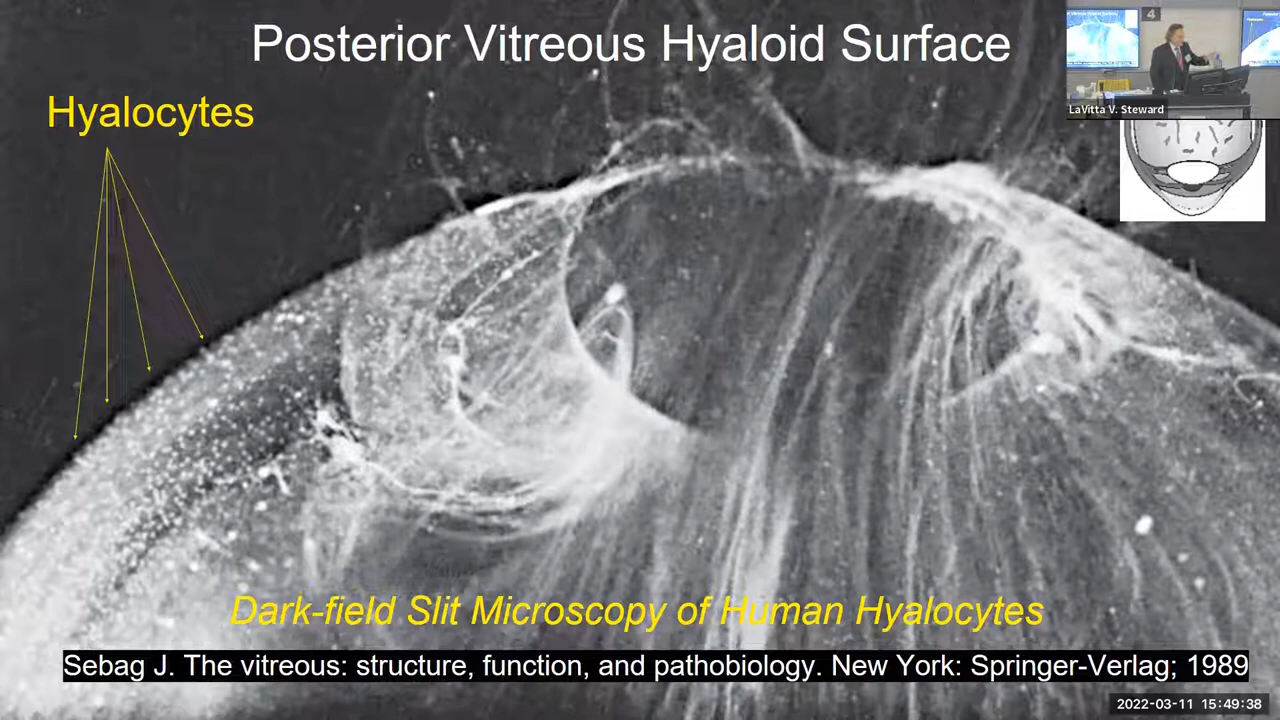 Posterior Vitreous Hyaloid Surface
4
LaVitta V. Steward
Hyalocytes
Dark-field Slit Microscopy of Human Hyalocytes
Sebag J. The vitreous: structure, function, and pathobiology. New York: Springer-Verlag; 1989
2022-03-11 15:49:38